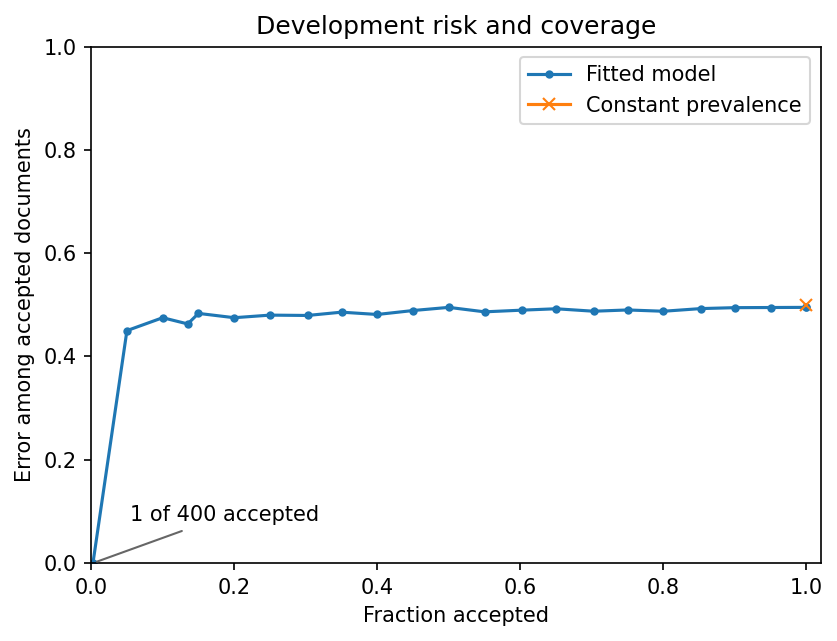 Development risk and coverage
Fitted model
Constant prevalence
Error among accepted documents
1.0
0.8
0.6
0.4
0.2
0.0
1 of 400 accepted
0.0 0.2 0.4 0.6 0.8 1.0
Fraction accepted